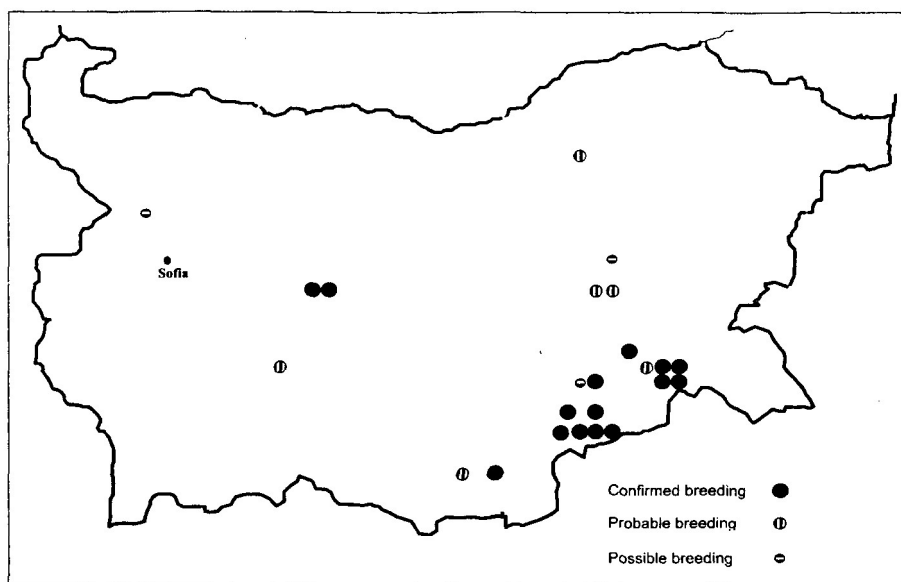 Sofia
Confirmed breeding
Probable breeding
Possible breeding